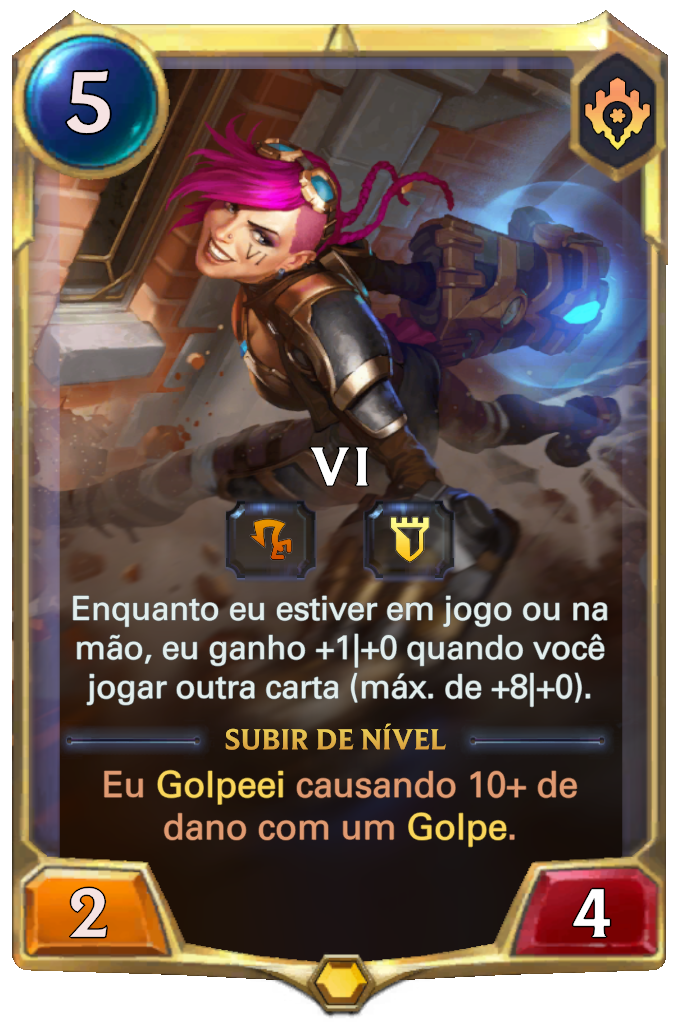 5
VI
VI
Enquanto eu estiver em jogo ou na
mão, eu ganho +1|+0 quando você
jogar outra carta (máx. de +8|+0).
SUBIR DE NÍVEL
Eu Golpeei causando 10+ de
dano com um Golpe.
2
4